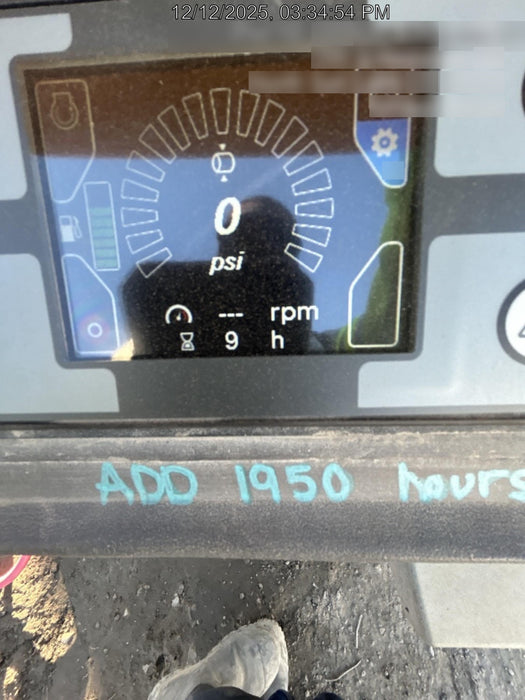 12/12/2025, 03:34:54 PM
0
psi
--- rpm
9 h
ADD 1950 hours